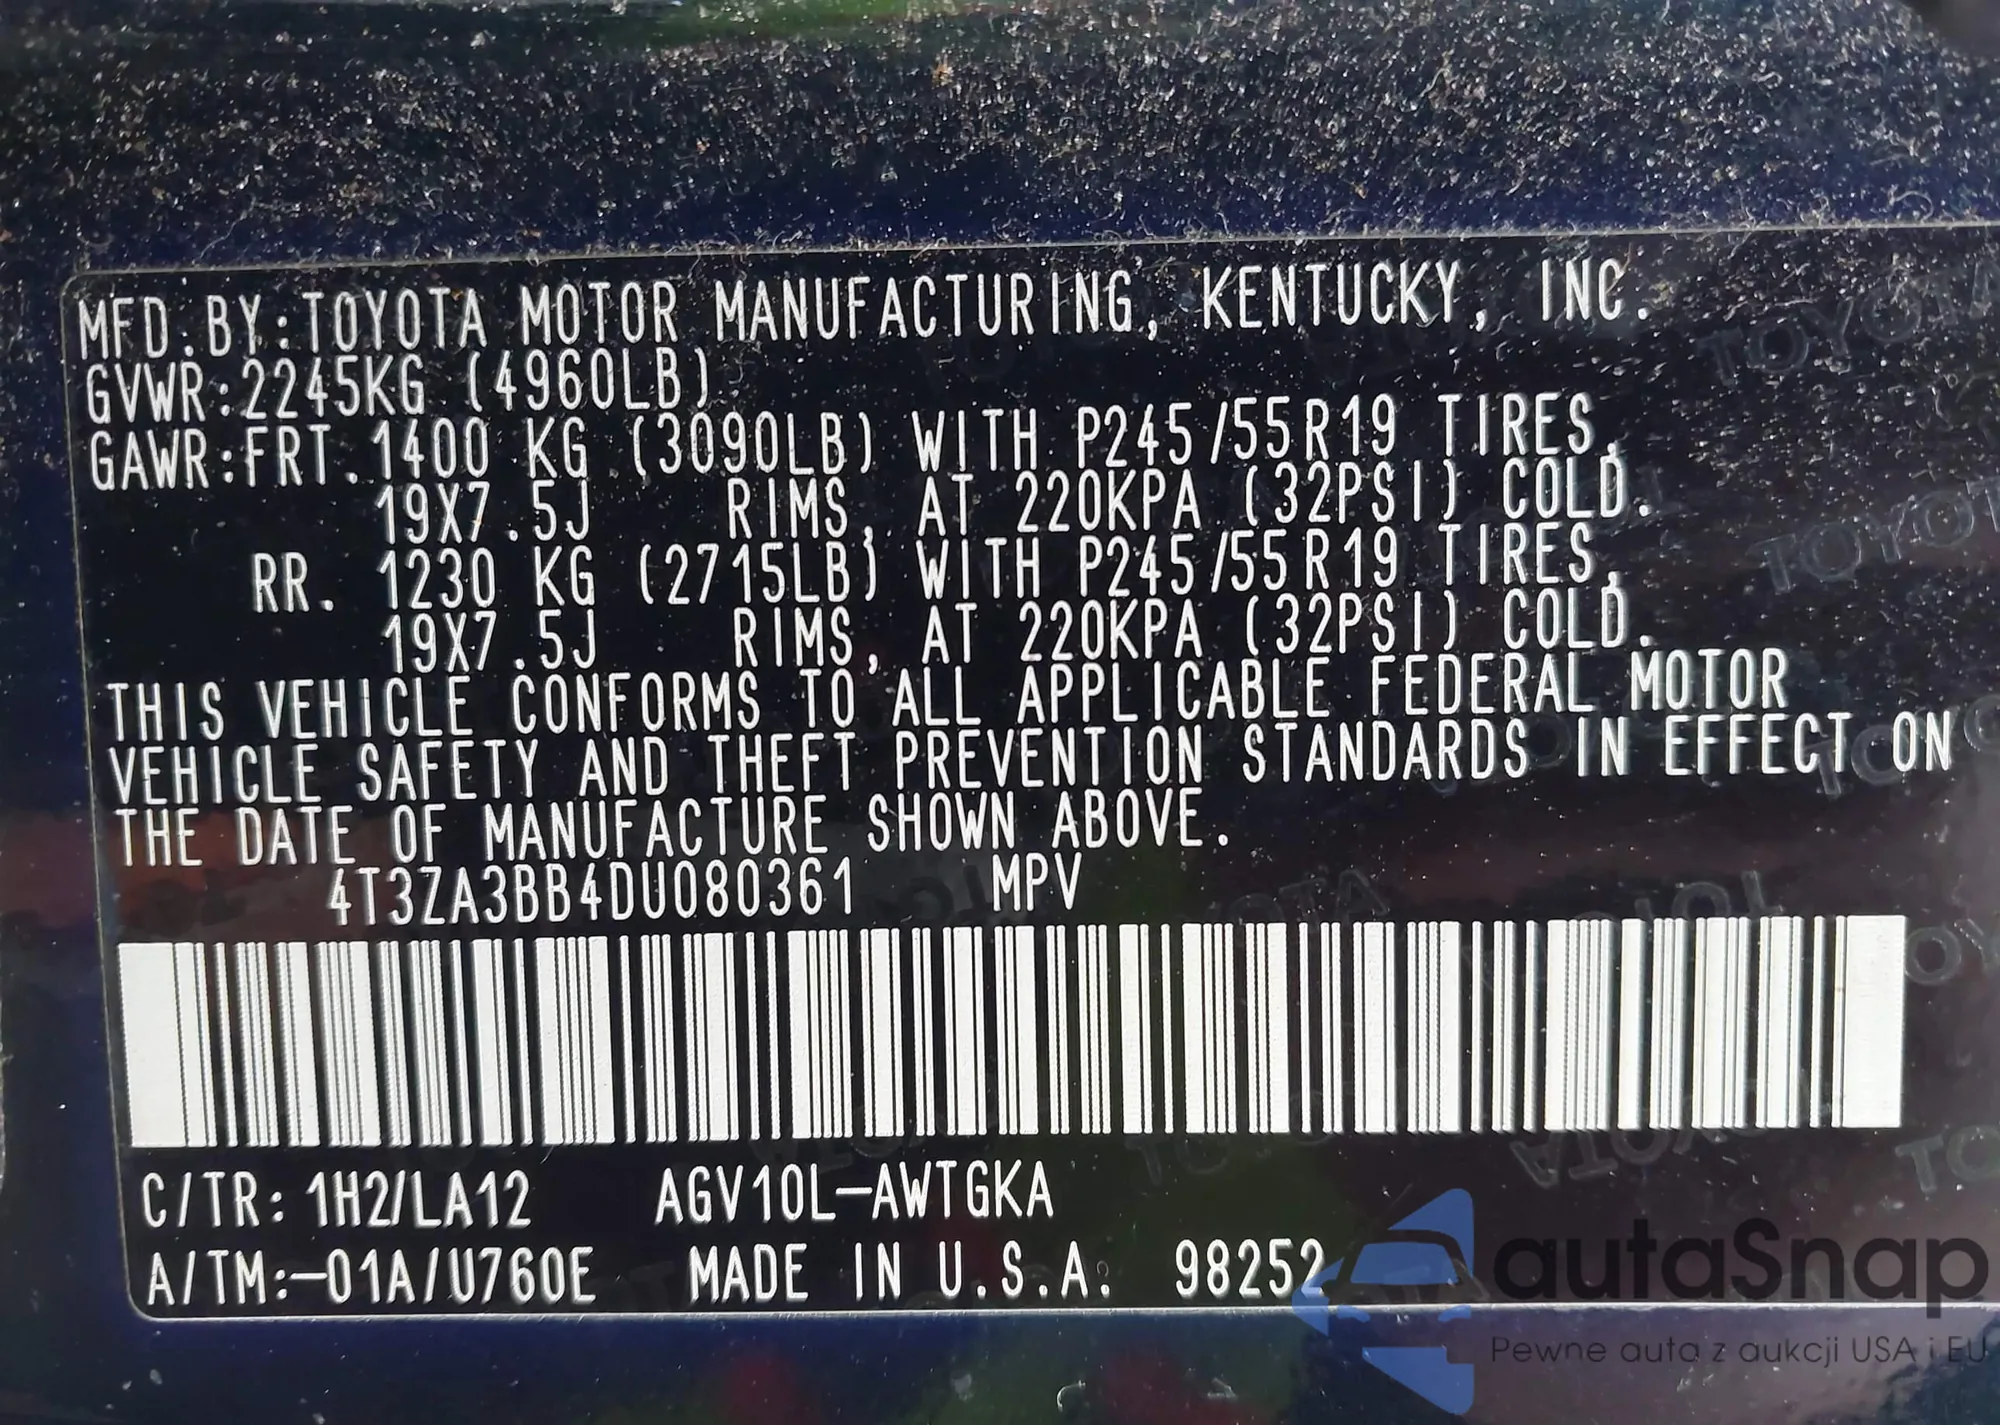 MFD. BY: TOYOTA MOTOR MANUFACTURING, KENTUCKY, INC.
GVWR: 2245KG (4960LB)
GAWR: FRT. 1400 KG (3090LB) WITH P245/55R19 TIRES,
19X7.5J RIMS, AT 220KPA (32PSI) COLD.
RR. 1230 KG (2715LB) WITH P245/55R19 TIRES,
19X7.5J RIMS, AT 220KPA (32PSI) COLD.
THIS VEHICLE CONFORMS TO ALL APPLICABLE FEDERAL MOTOR
VEHICLE SAFETY AND THEFT PREVENTION STANDARDS IN EFFECT ON
THE DATE OF MANUFACTURE SHOWN ABOVE.
4T3ZA3BB4DU080361 MPV
C/TR: 1H2/LA12 AGV10L-AWTGKA
A/TM:-01A/U760E MADE IN U.S.A. 98252
autaSnap
Pewne auta z aukcji USA i EU